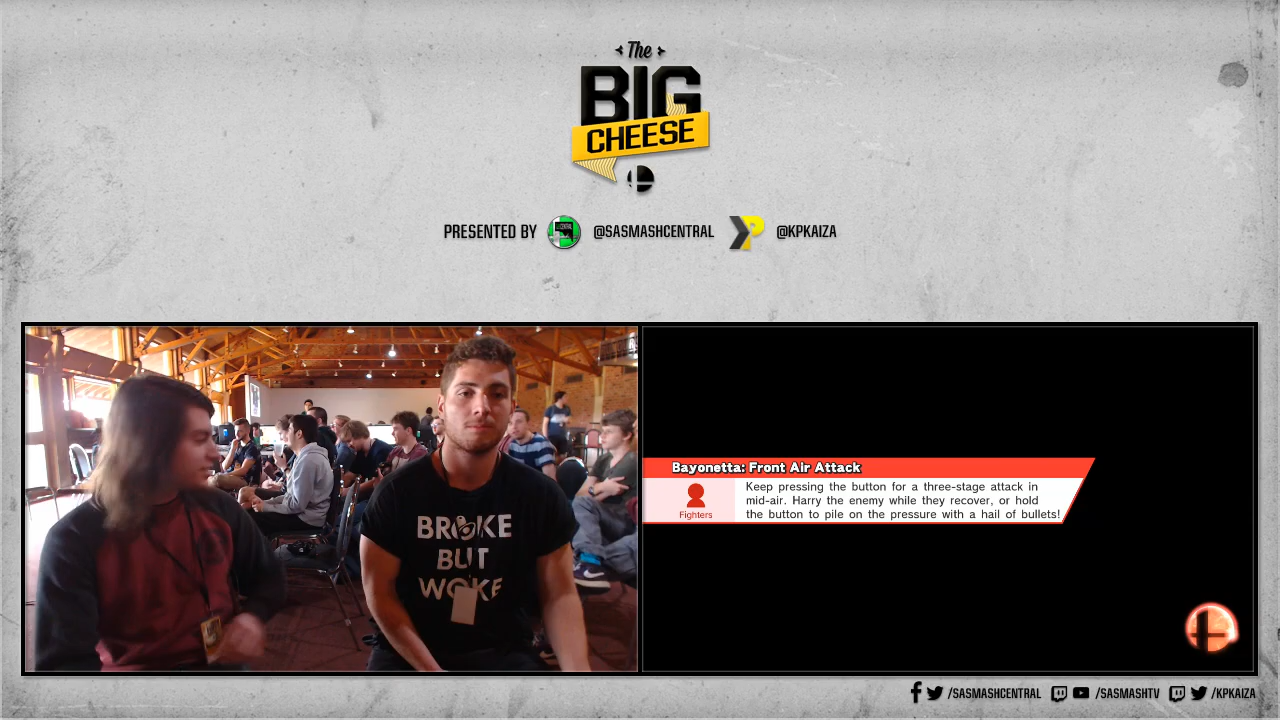 The
BIG
CHEESE
PRESENTED BY @SASMASHCENTRAL @KPKAIZA
BROKE
BUT
WOKE
Bayonetta: Front Air Attack
Keep pressing the button for a three-stage attack in
mid-air. Harry the enemy while they recover, or hold
the button to pile on the pressure with a hail of bullets!
Fighters
/SASMASHCENTRAL /SASMASHTV /KPKAIZA